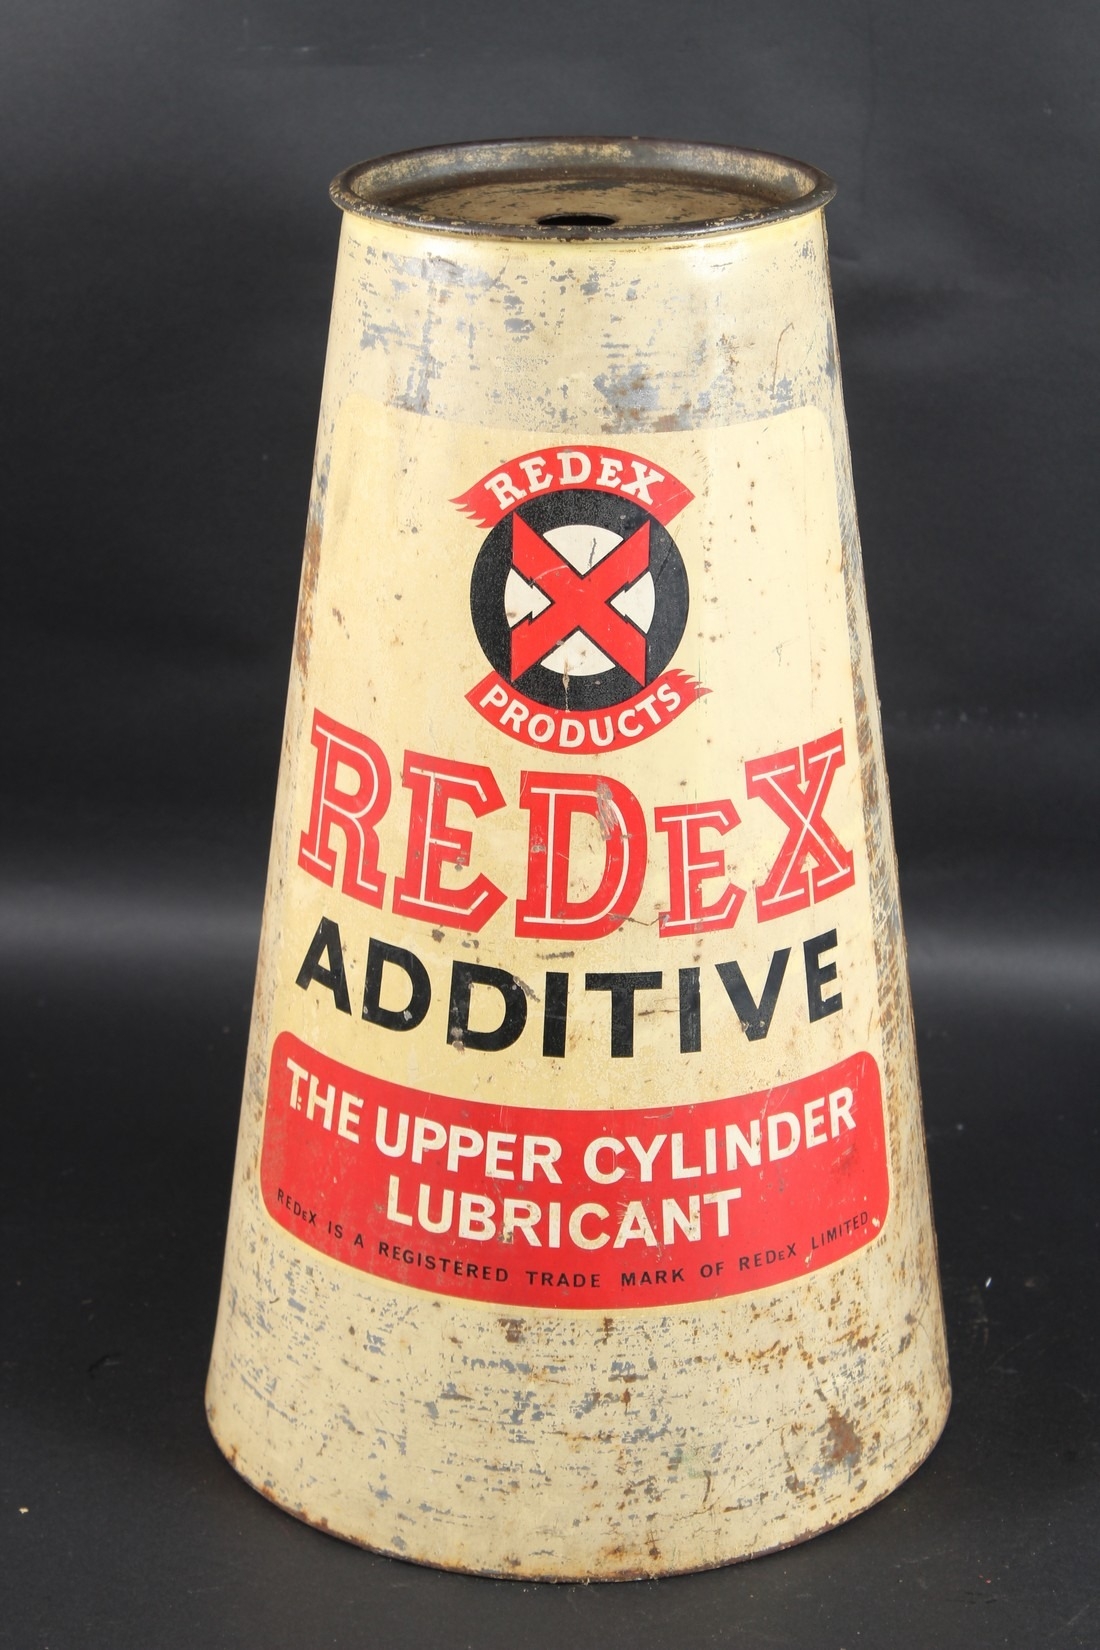 REDeX
PRODUCTS
REDeX
ADDITIVE
THE UPPER CYLINDER
LUBRICANT
REDeX IS A REGISTERED TRADE MARK OF REDeX LIMITED